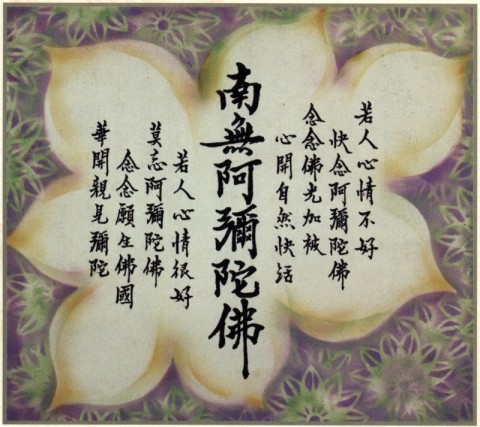 若人心情不好
快念阿彌陀佛
念念佛光加被
心開自然快活
南無阿彌陀佛
若人心情很好
莫忘阿彌陀佛
念念願生佛國
華開親見彌陀